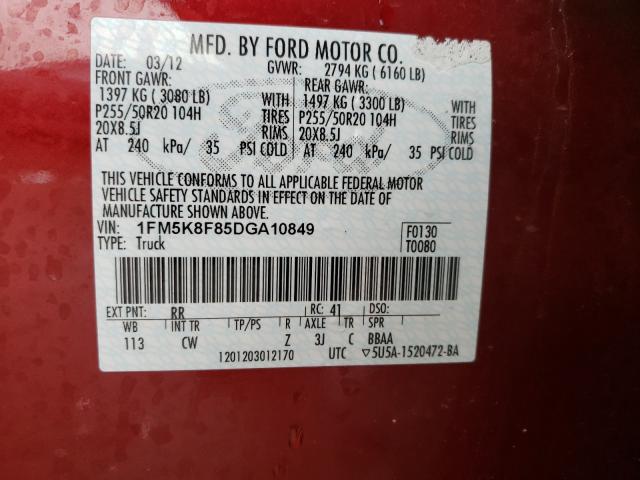 MFD. BY FORD MOTOR CO.
DATE: 03/12 GVWR: 2794 KG (6160 LB)
FRONT GAWR: REAR GAWR:
1397 KG (3080 LB) WITH 1497 KG (3300 LB) WITH
P255/50R20 104H TIRES P255/50R20 104H TIRES
20X8.5J RIMS 20X8.5J RIMS
AT 240 kPa/ 35 PSI COLD AT 240 kPa/ 35 PSI COLD
THIS VEHICLE CONFORMS TO ALL APPLICABLE FEDERAL MOTOR
VEHICLE SAFETY STANDARDS IN EFFECT ON THE DATE OF
MANUFACTURE SHOWN ABOVE.
VIN: 1FM5K8F85DGA10849 F0130
TYPE: Truck T0080
EXT PNT: RR RC: 41 DSO:
WB INT TR TP/PS R AXLE TR SPR
113 CW Z 3J C BBAA
1201203012170 UTC ▽5U5A-1520472-BA